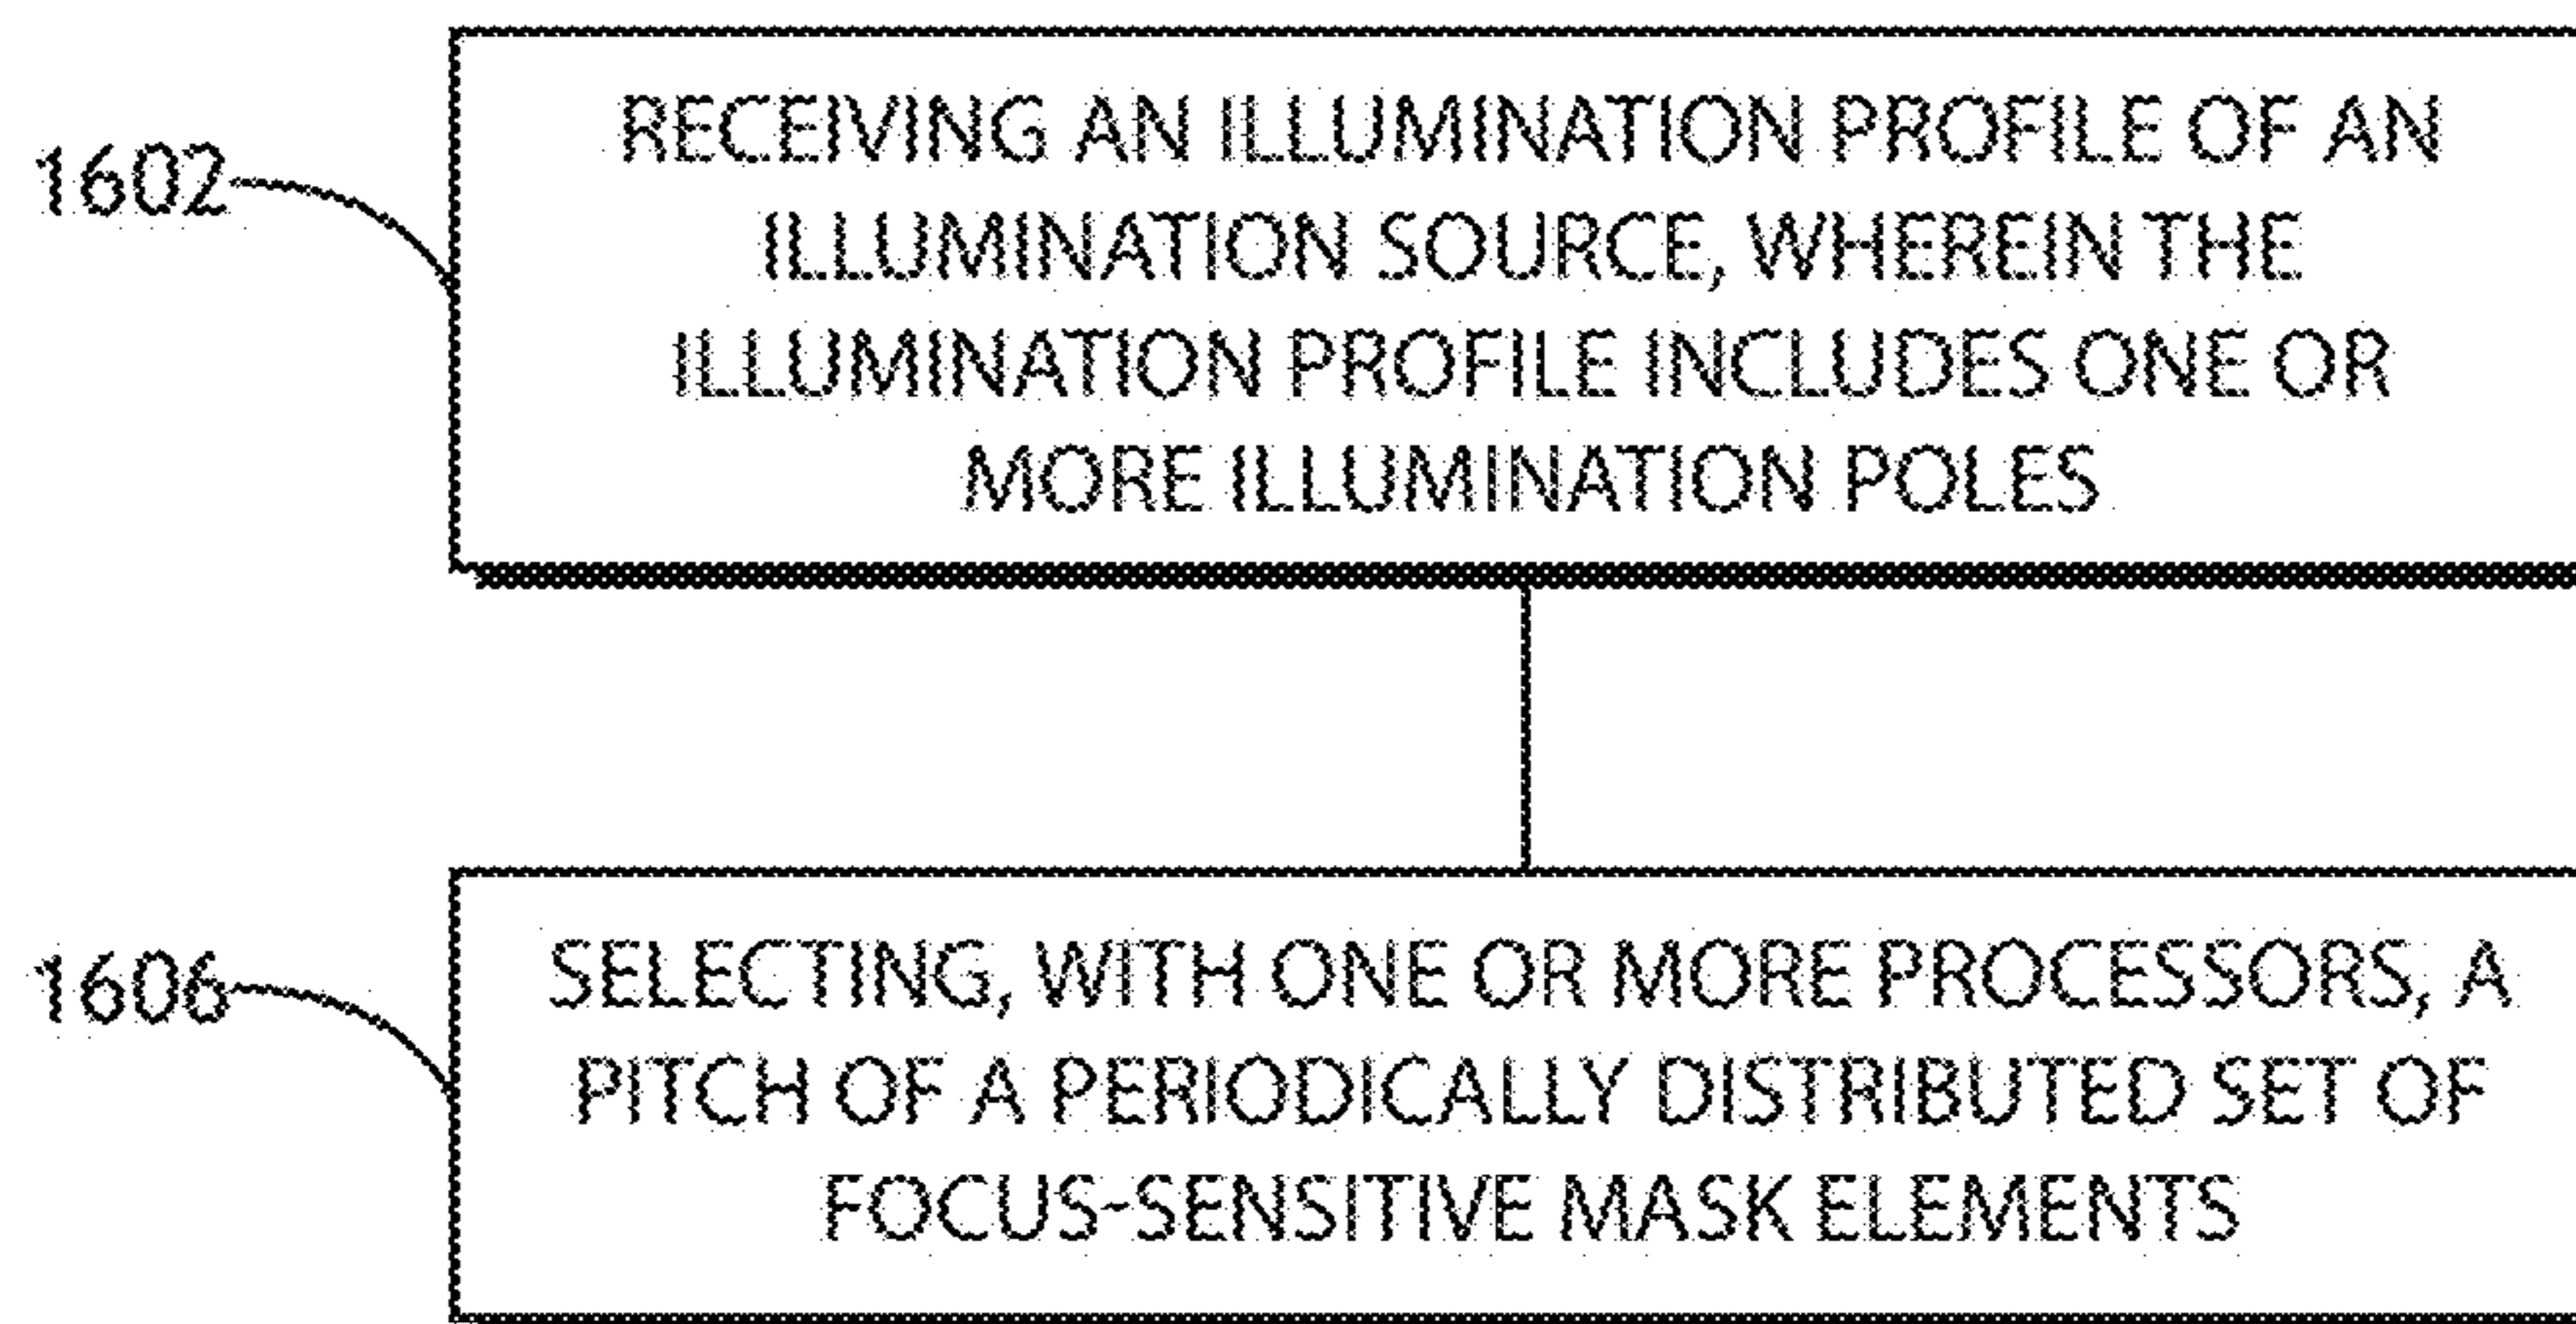 1602
RECEIVING AN ILLUMINATION PROFILE OF AN
ILLUMINATION SOURCE, WHEREIN THE
ILLUMINATION PROFILE INCLUDES ONE OR
MORE ILLUMINATION POLES
1606
SELECTING, WITH ONE OR MORE PROCESSORS, A
PITCH OF A PERIODICALLY DISTRIBUTED SET OF
FOCUS-SENSITIVE MASK ELEMENTS